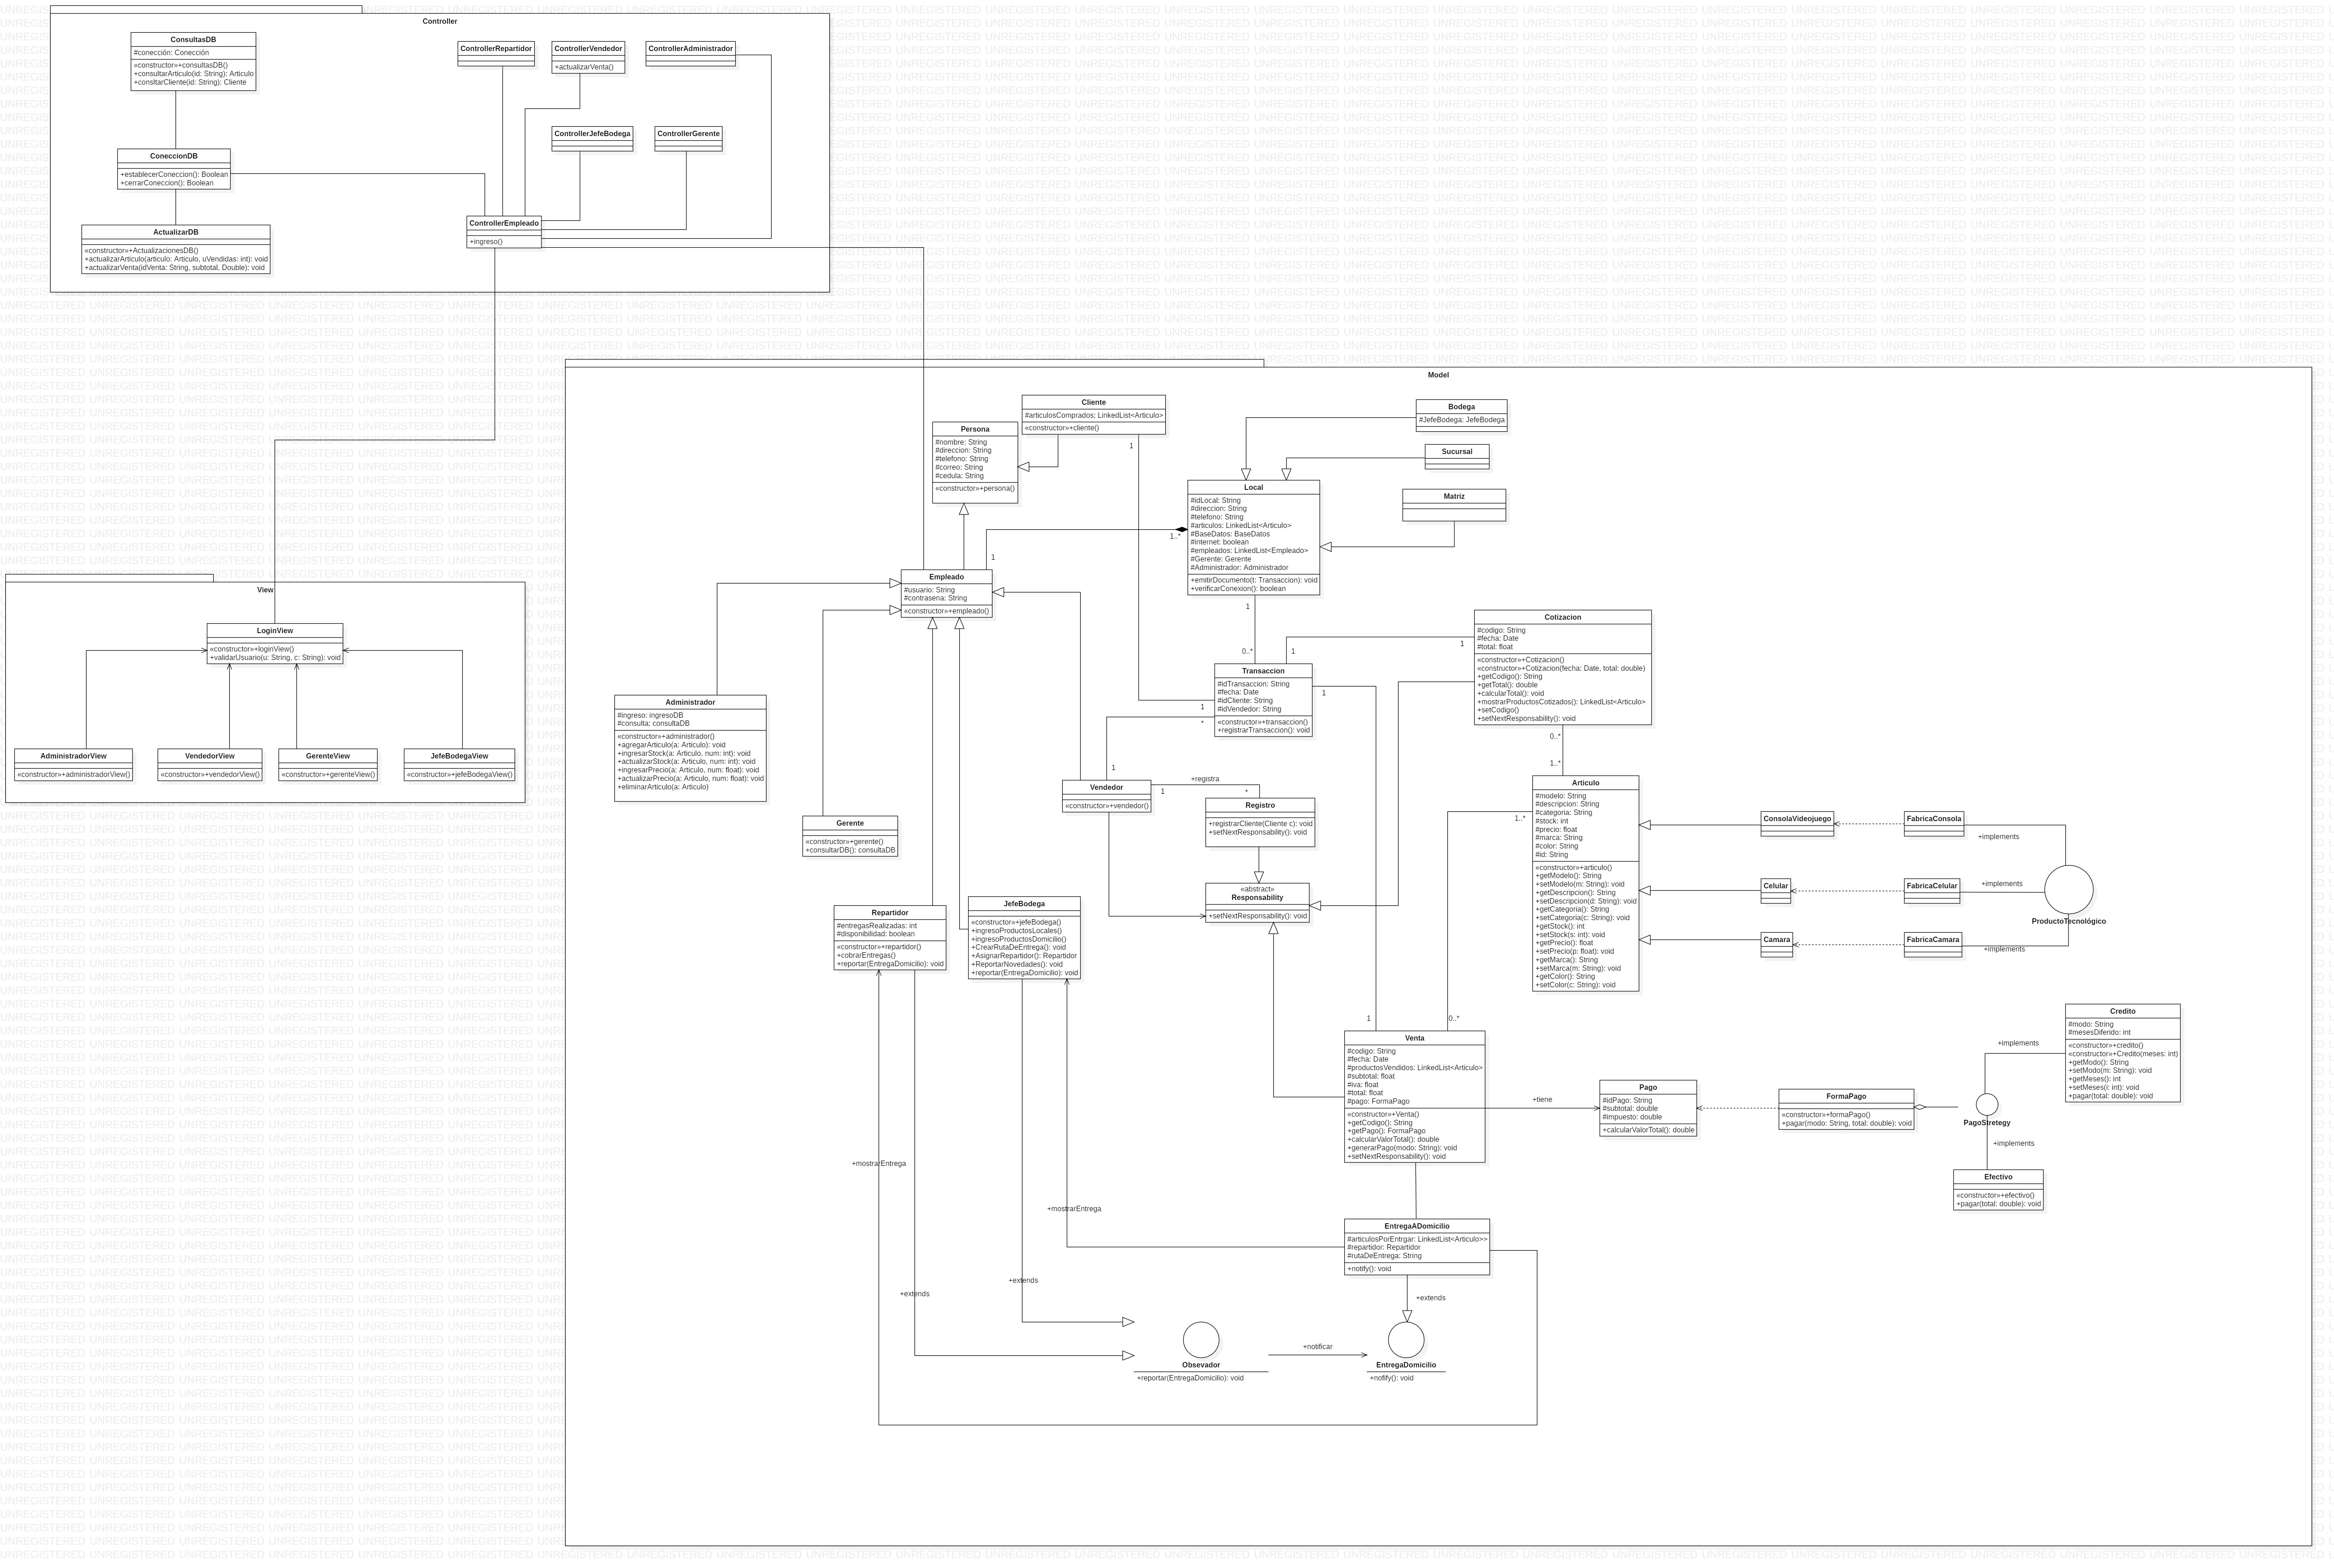 Controller
ConsultasDB
#conección: Conección
«constructor»+consultasDB()
+consultarArticulo(id: String): Articulo
+consltarCliente(id: String): Cliente
ControllerRepartidor
ControllerVendedor
+actualizarVenta()
ControllerAdministrador
ControllerJefeBodega
ControllerGerente
ConeccionDB
+establecerConeccion(): Boolean
+cerrarConeccion(): Boolean
ControllerEmpleado
+ingreso()
ActualizarDB
«constructor»+ActualizacionesDB()
+actualizarArticulo(articulo: Articulo, uVendidas: int): void
+actualizarVenta(idVenta: String, subtotal, Double): void
View
LoginView
«constructor»+loginView()
+validarUsuario(u: String, c: String): void
AdministradorView
«constructor»+administradorView()
VendedorView
«constructor»+vendedorView()
GerenteView
«constructor»+gerenteView()
JefeBodegaView
«constructor»+jefeBodegaView()
Model
Cliente
#articulosComprados: LinkedList<Articulo>
«constructor»+cliente()
1
Persona
#nombre: String
#direccion: String
#telefono: String
#correo: String
#cedula: String
«constructor»+persona()
Bodega
#JefeBodega: JefeBodega
Sucursal
Matriz
Local
#idLocal: String
#direccion: String
#telefono: String
#articulos: LinkedList<Articulo>
#BaseDatos: BaseDatos
#internet: boolean
#empleados: LinkedList<Empleado>
#Gerente: Gerente
#Administrador: Administrador
+emitirDocumento(t: Transaccion): void
+verificarConexion(): boolean
1..*
1
1
0..*
Empleado
#usuario: String
#contrasena: String
«constructor»+empleado()
Cotizacion
#codigo: String
#fecha: Date
#total: float
«constructor»+Cotizacion()
«constructor»+Cotizacion(fecha: Date, total: double)
+getCodigo(): String
+getTotal(): double
+calcularTotal(): void
+mostrarProductosCotizados(): LinkedList<Articulo>
+setCodigo()
+setNextResponsability(): void
1
1
0..*
1..*
Transaccion
#idTransaccion: String
#fecha: Date
#idCliente: String
#idVendedor: String
«constructor»+transaccion()
+registrarTransaccion(): void
1
1
*
1
Administrador
#ingreso: ingresoDB
#consulta: consultaDB
«constructor»+administrador()
+agregarArticulo(a: Articulo): void
+ingresarStock(a: Articulo, num: int): void
+actualizarStock(a: Articulo, num: int): void
+ingresarPrecio(a: Articulo, num: float): void
+actualizarPrecio(a: Articulo, num: float): void
+eliminarArticulo(a: Articulo)
Gerente
«constructor»+gerente()
+consultarDB(): consultaDB
Vendedor
«constructor»+vendedor()
+registra
1
*
Registro
+registrarCliente(Cliente c): void
+setNextResponsability(): void
«abstract»
Responsability
+setNextResponsability(): void
Articulo
#modelo: String
#descripcion: String
#categoria: String
#stock: int
#precio: float
#marca: String
#color: String
#id: String
«constructor»+articulo()
+getModelo(): String
+setModelo(m: String): void
+getDescripcion(): String
+setDescripcion(d: String): void
+getCategoria(): String
+setCategoria(c: String): void
+getStock(): int
+setStock(s: int): void
+getPrecio(): float
+setPrecio(p: float): void
+getMarca(): String
+setMarca(m: String): void
+getColor(): String
+setColor(c: String): void
1..*
0..*
1
ConsolaVideojuego
FabricaConsola
+implements
Celular
FabricaCelular
+implements
ProductoTecnológico
Camara
FabricaCamara
+implements
Repartidor
#entregasRealizadas: int
#disponibilidad: boolean
«constructor»+repartidor()
+cobrarEntregas()
+reportar(EntregaDomicilio): void
JefeBodega
«constructor»+jefeBodega()
+ingresoProductosLocales()
+ingresoProductosDomicilio()
+CrearRutaDeEntrega(): void
+AsignarRepartidor(): Repartidor
+ReportarNovedades(): void
+reportar(EntregaDomicilio): void
Venta
#codigo: String
#fecha: Date
#productosVendidos: LinkedList<Articulo>
#subtotal: float
#iva: float
#total: float
#pago: FormaPago
«constructor»+Venta()
+getCodigo(): String
+getPago(): FormaPago
+calcularValorTotal(): double
+generarPago(modo: String): void
+setNextResponsability(): void
+tiene
Pago
#idPago: String
#subtotal: double
#impuesto: double
+calcularValorTotal(): double
FormaPago
«constructor»+formaPago()
+pagar(modo: String, total: double): void
PagoStretegy
+implements
+implements
Credito
#modo: String
#mesesDiferido: int
«constructor»+credito()
«constructor»+Credito(meses: int)
+getModo(): String
+setModo(m: String): void
+getMeses(): int
+setMeses(i: int): void
+pagar(total: double): void
Efectivo
«constructor»+efectivo()
+pagar(total: double): void
+mostrarEntrega
+mostrarEntrega
EntregaADomicilio
#articulosPorEntrgar: LinkedList<Articulo>>
#repartidor: Repartidor
#rutaDeEntrega: String
+notify(): void
+extends
+extends
+extends
Obsevador
+reportar(EntregaDomicilio): void
+notificar
EntregaDomicilio
+nofify(): void
UNREGISTERED